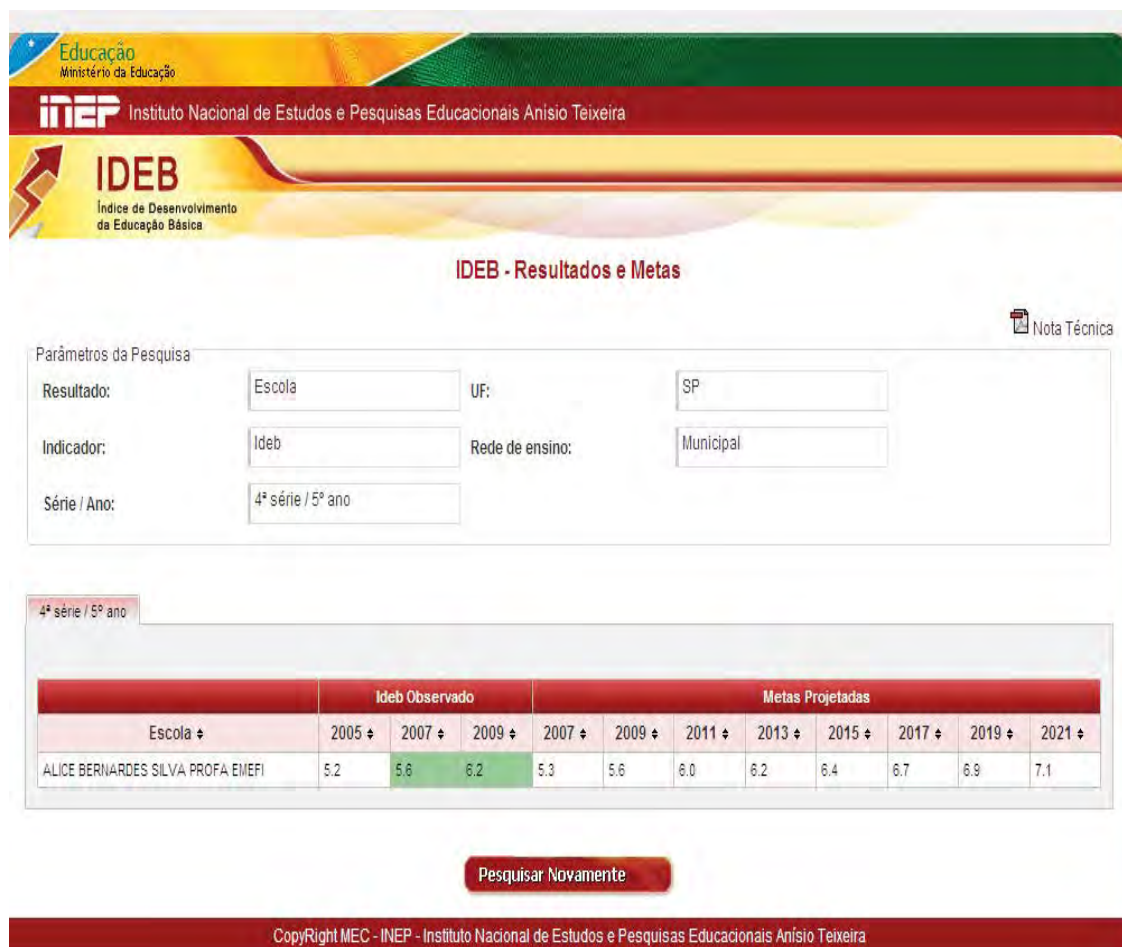 Educação
Ministério da Educação
INEP Instituto Nacional de Estudos e Pesquisas Educacionais Anísio Teixeira
IDEB
Índice de Desenvolvimento
da Educação Básica
IDEB - Resultados e Metas
Nota Técnica
Parâmetros da Pesquisa
Resultado: Escola UF: SP
Indicador: Ideb Rede de ensino: Municipal
Série / Ano: 4ª série / 5º ano
4ª série / 5º ano
Ideb Observado Metas Projetadas
Escola 2005 2007 2009 2007 2009 2011 2013 2015 2017 2019 2021
ALICE BERNARDES SILVA PROFA EMEFI 5.2 5.6 6.2 5.3 5.6 6.0 6.2 6.4 6.7 6.9 7.1
Pesquisar Novamente
CopyRight MEC - INEP - Instituto Nacional de Estudos e Pesquisas Educacionais Anísio Teixeira